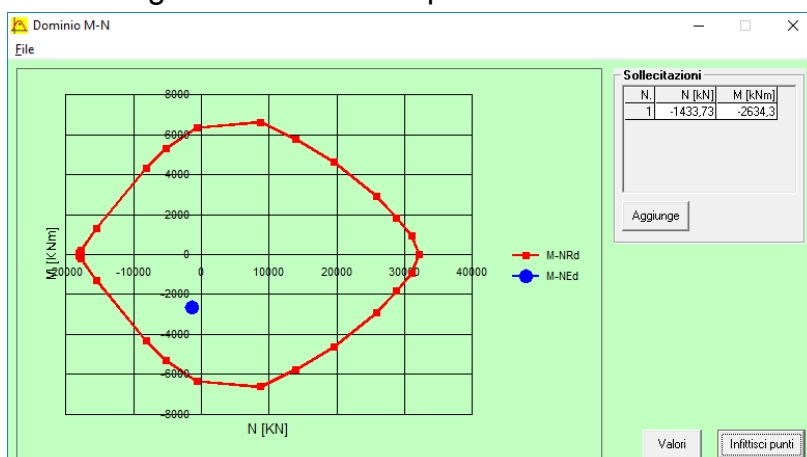 Dominio M-N
File
8000
6000
4000
2000
0
-2000
-4000
-6000
-8000
-20000 -10000 0 10000 20000 30000 40000
M [KNm]
N [KN]
M-NRd
M-NEd
Sollecitazioni
N. N [kN] M [kNm]
1 -1433,73 -2634,3
Aggiunge
Valori
Infittisci punti